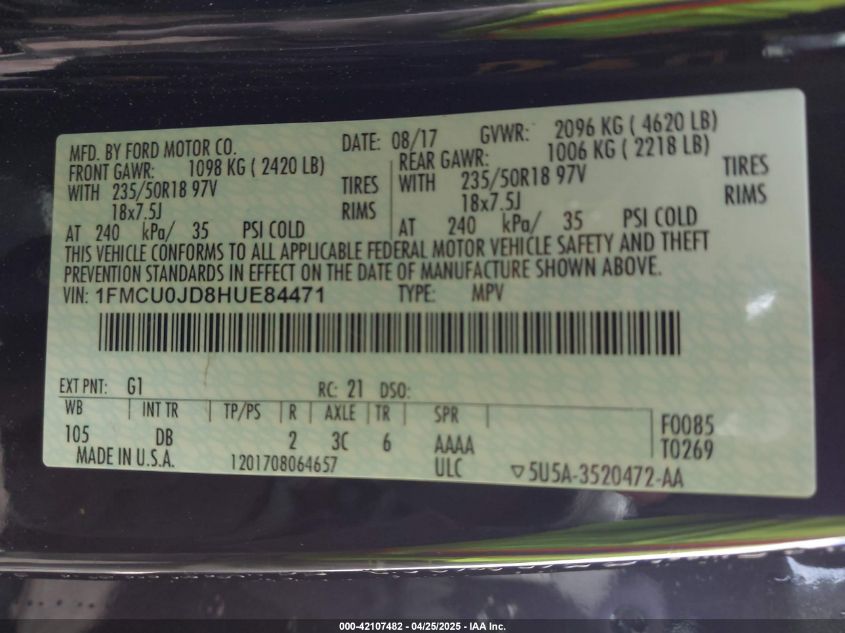 MFD. BY FORD MOTOR CO. DATE: 08/17 GVWR: 2096 KG ( 4620 LB)
FRONT GAWR: 1098 KG ( 2420 LB) REAR GAWR: 1006 KG ( 2218 LB)
WITH 235/50R18 97V TIRES WITH 235/50R18 97V TIRES
18x7.5J RIMS 18x7.5J RIMS
AT 240 kPa/ 35 PSI COLD AT 240 kPa/ 35 PSI COLD
THIS VEHICLE CONFORMS TO ALL APPLICABLE FEDERAL MOTOR VEHICLE SAFETY AND THEFT
PREVENTION STANDARDS IN EFFECT ON THE DATE OF MANUFACTURE SHOWN ABOVE.
VIN: 1FMCU0JD8HUE84471 TYPE: MPV
EXT PNT: G1 RC: 21 DSO:
WB INT TR TP/PS R AXLE TR SPR F0085
105 DB 2 3C 6 AAAA T0269
MADE IN U.S.A. 1201708064657 ULC ▽5U5A-3520472-AA
000-42107482 - 04/25/2025 - IAA Inc.